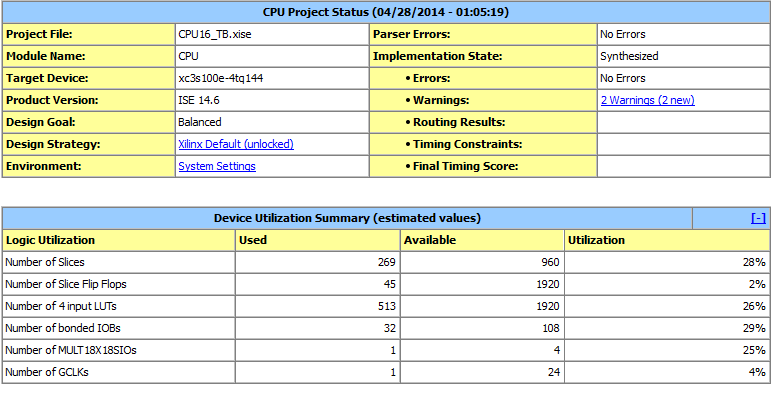 CPU Project Status (04/28/2014 - 01:05:19)
Project File: CPU16_TB.xise Parser Errors: No Errors
Module Name: CPU Implementation State: Synthesized
Target Device: xc3s100e-4tq144 • Errors: No Errors
Product Version: ISE 14.6 • Warnings: 2 Warnings (2 new)
Design Goal: Balanced • Routing Results:
Design Strategy: Xilinx Default (unlocked) • Timing Constraints:
Environment: System Settings • Final Timing Score:
Device Utilization Summary (estimated values) [-]
Logic Utilization Used Available Utilization
Number of Slices 269 960 28%
Number of Slice Flip Flops 45 1920 2%
Number of 4 input LUTs 513 1920 26%
Number of bonded IOBs 32 108 29%
Number of MULT18X18SIOs 1 4 25%
Number of GCLKs 1 24 4%